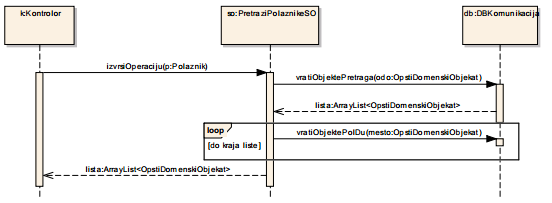 k:Kontrolor
so:PretraziPolaznikeSO
db:DBKomunikacija
izvrsiOperaciju(p:Polaznik)
vratiObjektePretraga(odo:OpstiDomenskiObjekat)
lista:ArrayList<OpstiDomenskiObjekat>
loop
vratiObjektePoIDu(mesto:OpstiDomenskiObjekat)
[do kraja liste]
lista:ArrayList<OpstiDomenskiObjekat>